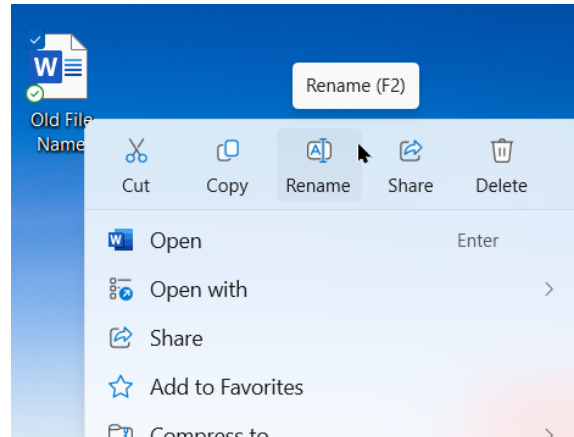 W
Rename (F2)
Old File
Name
Cut Copy Rename Share Delete
W Open Enter
Open with
Share
Add to Favorites
Compress to